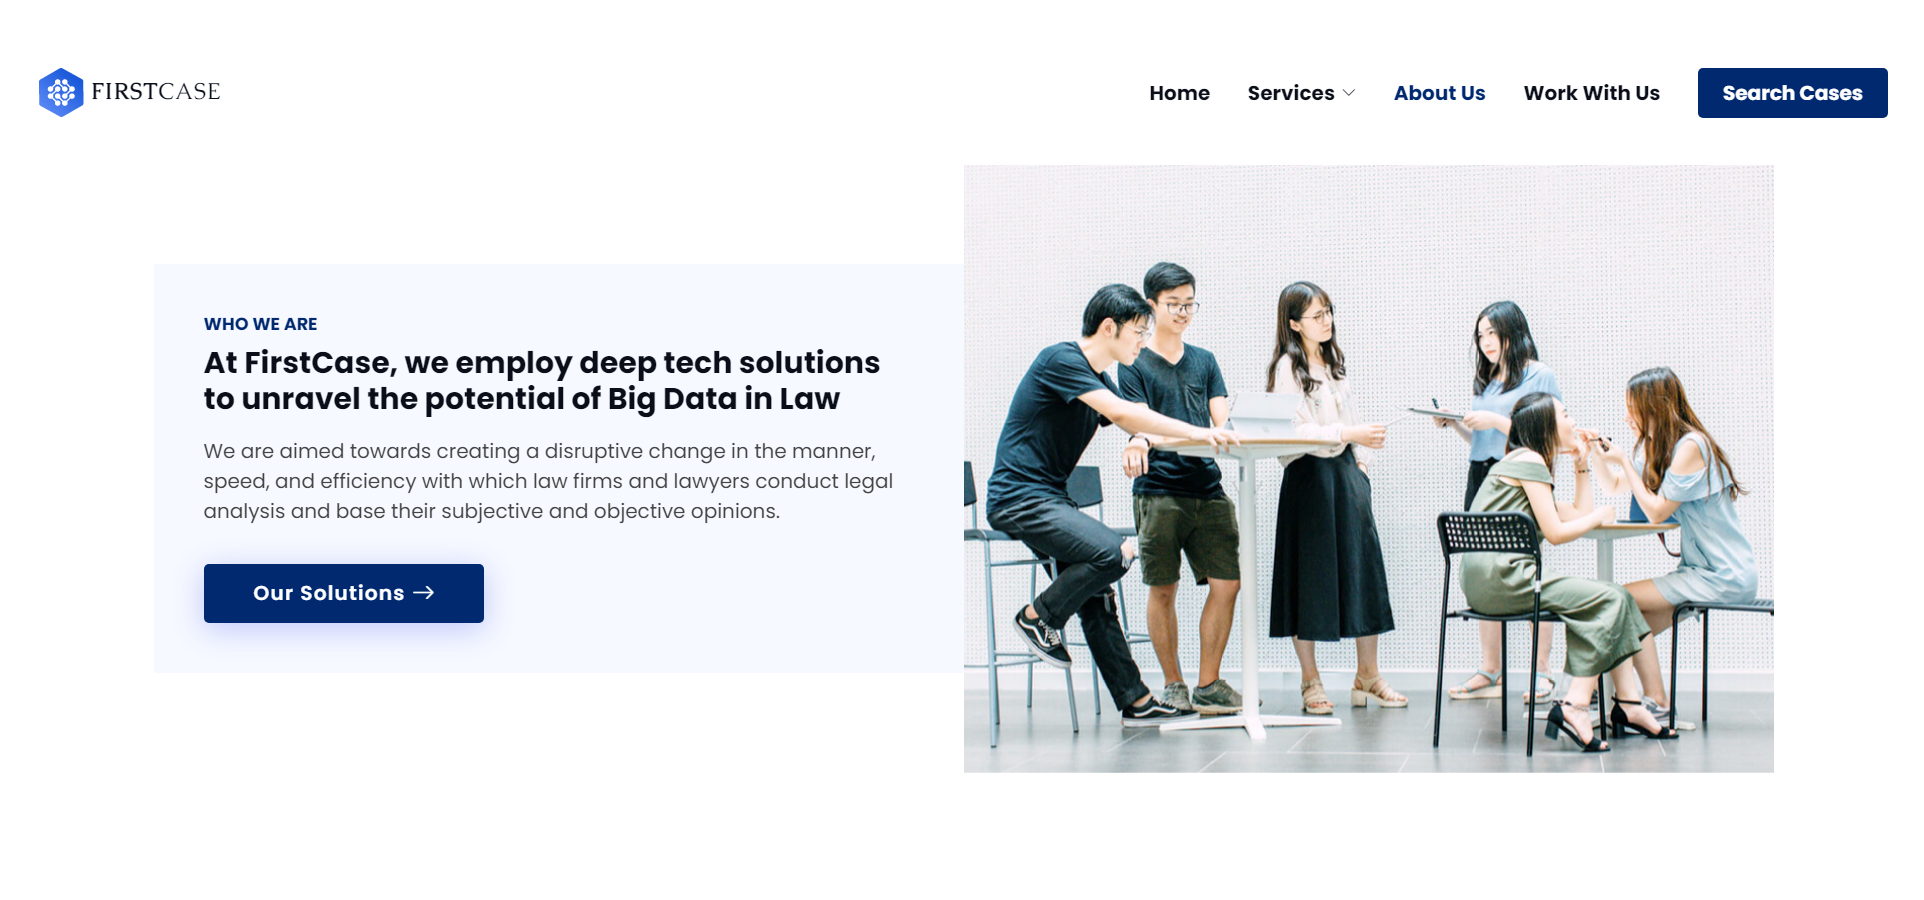 FIRSTCASE
Home Services About Us Work With Us Search Cases
WHO WE ARE
At FirstCase, we employ deep tech solutions
to unravel the potential of Big Data in Law
We are aimed towards creating a disruptive change in the manner,
speed, and efficiency with which law firms and lawyers conduct legal
analysis and base their subjective and objective opinions.
Our Solutions →